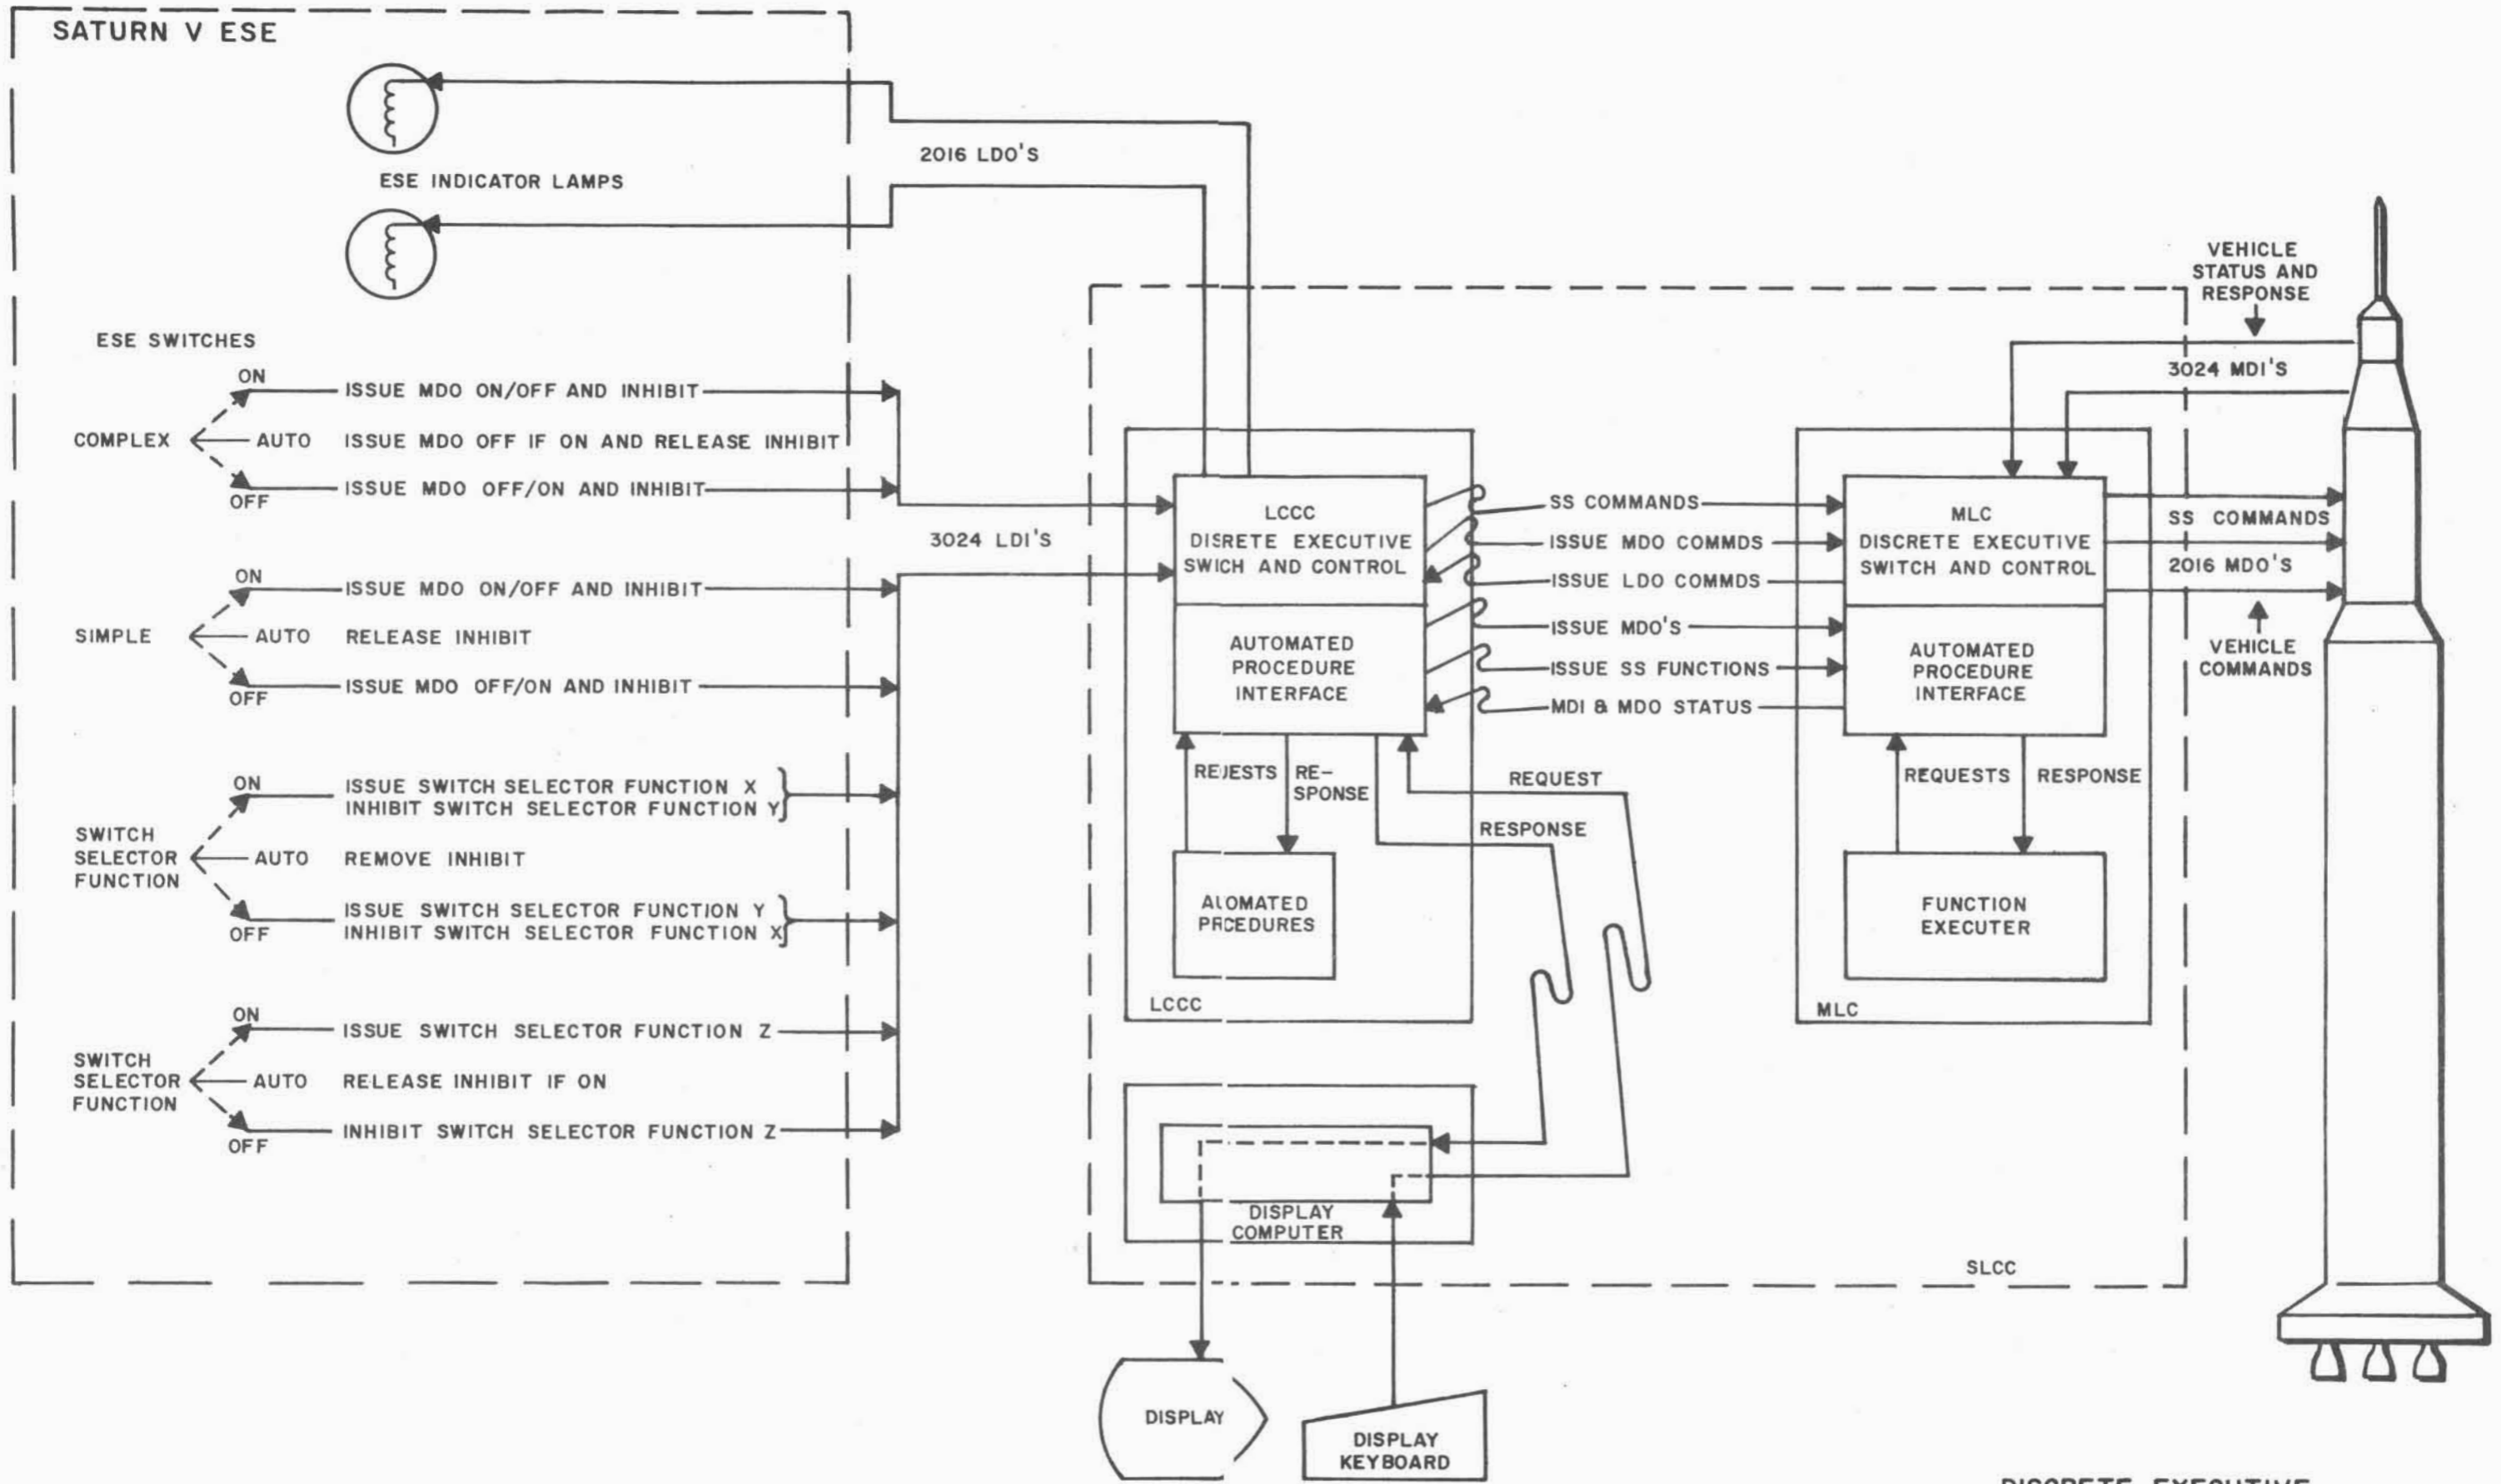 SATURN V ESE
2016 LDO'S
ESE INDICATOR LAMPS
ESE SWITCHES
ON
ISSUE MDO ON/OFF AND INHIBIT
COMPLEX
AUTO
ISSUE MDO OFF IF ON AND RELEASE INHIBIT
OFF
ISSUE MDO OFF/ON AND INHIBIT
3024 LDI'S
ON
ISSUE MDO ON/OFF AND INHIBIT
SIMPLE
AUTO
RELEASE INHIBIT
OFF
ISSUE MDO OFF/ON AND INHIBIT
ON
ISSUE SWITCH SELECTOR FUNCTION X
INHIBIT SWITCH SELECTOR FUNCTION Y
SWITCH
SELECTOR
FUNCTION
AUTO
REMOVE INHIBIT
OFF
ISSUE SWITCH SELECTOR FUNCTION Y
INHIBIT SWITCH SELECTOR FUNCTION X
ON
ISSUE SWITCH SELECTOR FUNCTION Z
SWITCH
SELECTOR
FUNCTION
AUTO
RELEASE INHIBIT IF ON
OFF
INHIBIT SWITCH SELECTOR FUNCTION Z
LCCC
DISRETE EXECUTIVE
SWICH AND CONTROL
AUTOMATED
PROCEDURE
INTERFACE
RE-
SPONSE
LCCC
SS COMMANDS
ISSUE MDO COMMDS
ISSUE LDO COMMDS
ISSUE MDO'S
ISSUE SS FUNCTIONS
MDI & MDO STATUS
REQUEST
RESPONSE
MLC
DISCRETE EXECUTIVE
SWITCH AND CONTROL
AUTOMATED
PROCEDURE
INTERFACE
REQUESTS
RESPONSE
FUNCTION
EXECUTER
MLC
VEHICLE
STATUS AND
RESPONSE
3024 MDI'S
SS COMMANDS
2016 MDO'S
VEHICLE
COMMANDS
DISPLAY
COMPUTER
SLCC
DISPLAY
DISPLAY
KEYBOARD
DISCRETE EXECUTIVE